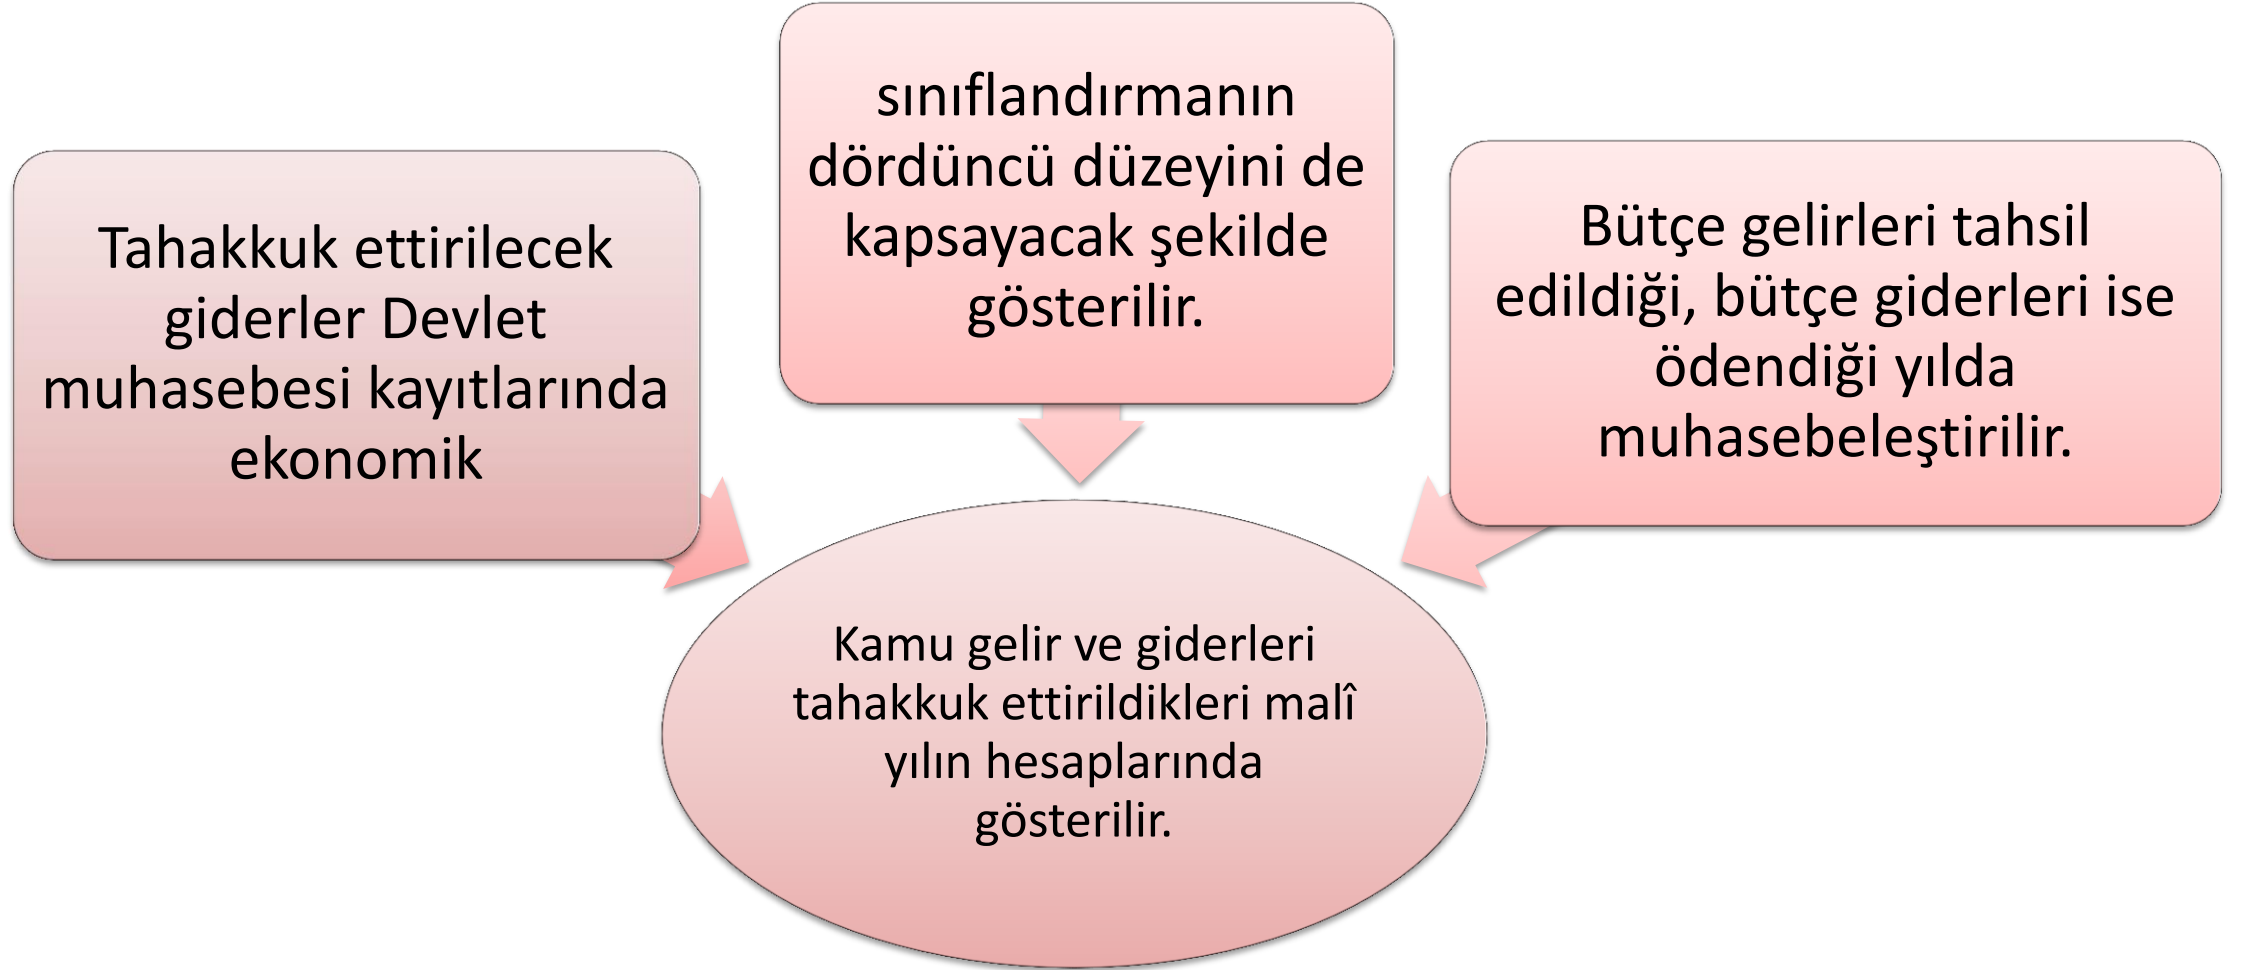 Tahakkuk ettirilecek
giderler Devlet
muhasebesi kayıtlarında
ekonomik
sınıflandırmanın
dördüncü düzeyini de
kapsayacak şekilde
gösterilir.
Bütçe gelirleri tahsil
edildiği, bütçe giderleri ise
ödendiği yılda
muhasebeleştirilir.
Kamu gelir ve giderleri
tahakkuk ettirildikleri malî
yılın hesaplarında
gösterilir.